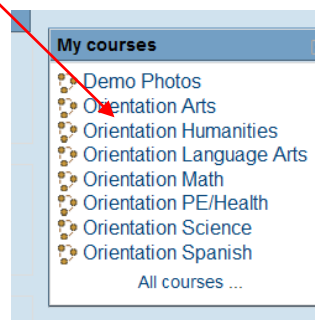 My courses
Demo Photos
Orientation Arts
Orientation Humanities
Orientation Language Arts
Orientation Math
Orientation PE/Health
Orientation Science
Orientation Spanish
All courses ...